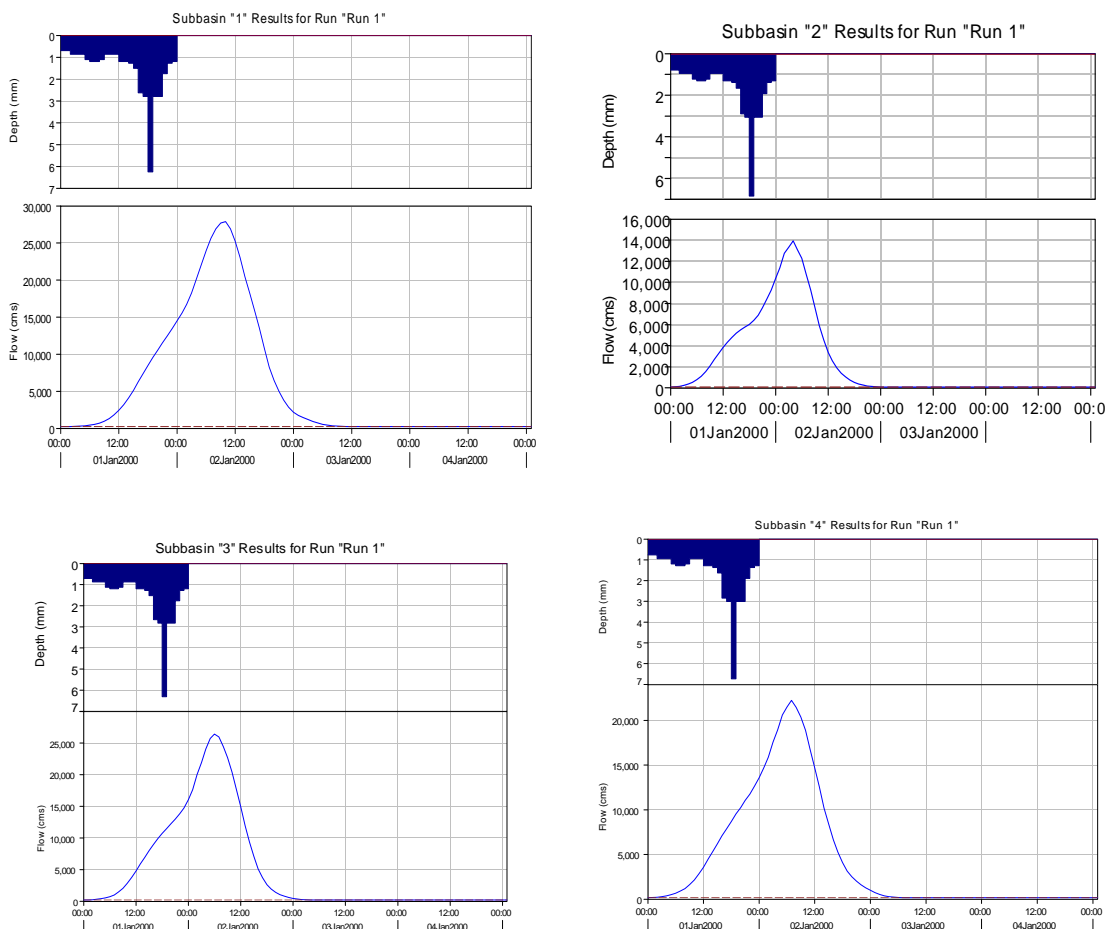 Subbasin "1" Results for Run "Run 1"
0
1
2
3
4
5
6
7
Depth (mm)
30,000
25,000
20,000
15,000
10,000
5,000
0
Flow (cms)
00:00 12:00 00:00 12:00 00:00 12:00 00:00 12:00 00:00
01Jan2000 02Jan2000 03Jan2000 04Jan2000
Subbasin "2" Results for Run "Run 1"
0
2
4
6
Depth (mm)
16,000
14,000
12,000
10,000
8,000
6,000
4,000
2,000
0
Flow (cms)
00:00 12:00 00:00 12:00 00:00 12:00 00:00 12:00 00:0
01Jan2000 02Jan2000 03Jan2000
Subbasin "3" Results for Run "Run 1"
0
1
2
3
4
5
6
7
Depth (mm)
25,000
20,000
15,000
10,000
5,000
0
Flow (cms)
00:00 12:00 00:00 12:00 00:00 12:00 00:00 12:00 00:00
01Jan2000 02Jan2000 03Jan2000 04Jan2000
Subbasin "4" Results for Run "Run 1"
0
1
2
3
4
5
6
7
Depth (mm)
20,000
15,000
10,000
5,000
0
Flow (cms)
00:00 12:00 00:00 12:00 00:00 12:00 00:00 12:00 00:00
01Jan2000 02Jan2000 03Jan2000 04Jan2000